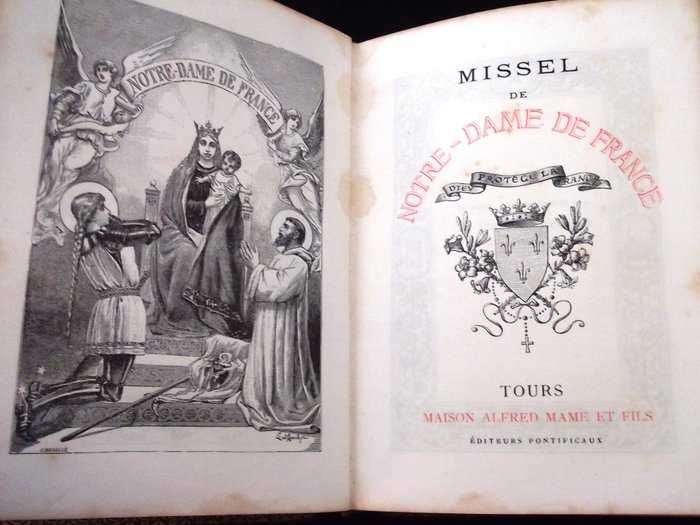 NOTRE-DAME DE FRANCE
MISSEL
DE
NOTRE-DAME DE FRANCE
DIEU PROTÈGE LA FRANCE
TOURS
MAISON ALFRED MAME ET FILS
ÉDITEURS PONTIFICAUX